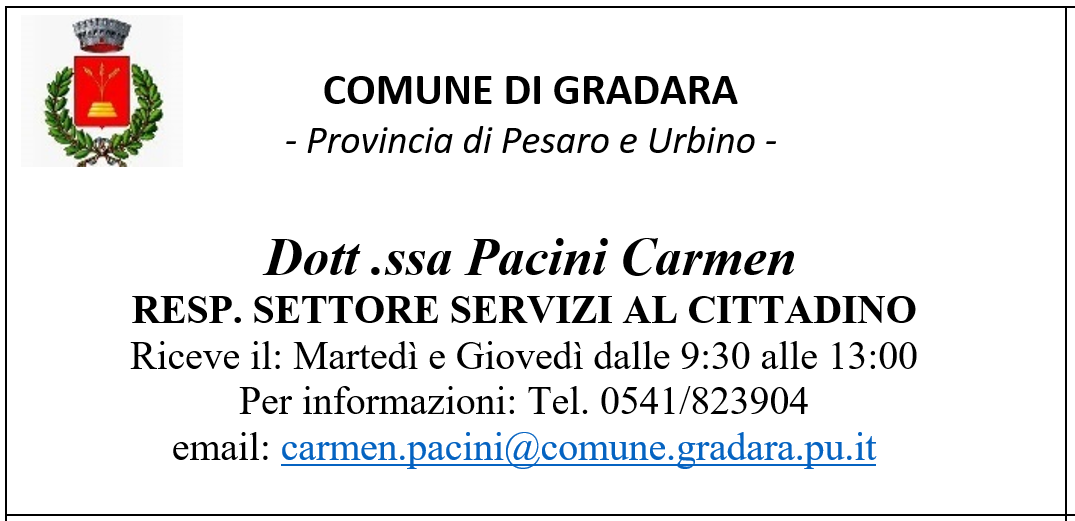 COMUNE DI GRADARA
- Provincia di Pesaro e Urbino -
Dott .ssa Pacini Carmen
RESP. SETTORE SERVIZI AL CITTADINO
Riceve il: Martedì e Giovedì dalle 9:30 alle 13:00
Per informazioni: Tel. 0541/823904
email: carmen.pacini@comune.gradara.pu.it